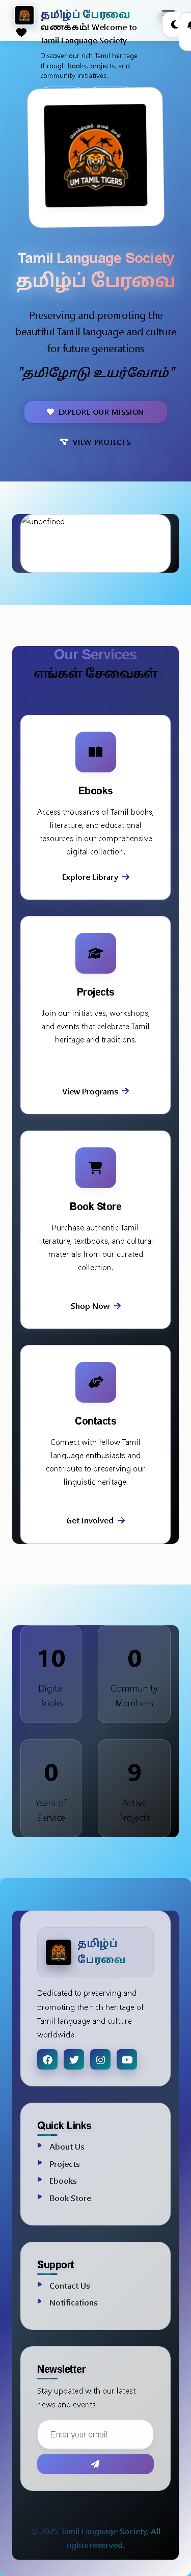 தமிழ்ப் பேரவை
வணக்கம்! Welcome to
Tamil Language Society
Discover our rich Tamil heritage
through books, projects, and
community initiatives.
UM TAMIL TIGERS
Tamil Language Society
தமிழ்ப் பேரவை
Preserving and promoting the
beautiful Tamil language and culture
for future generations
"தமிழோடு உயர்வோம்"
EXPLORE OUR MISSION
VIEW PROJECTS
undefined
Our Services
எங்கள் சேவைகள்
Ebooks
Access thousands of Tamil books,
literature, and educational
resources in our comprehensive
digital collection.
Explore Library
Projects
Join our initiatives, workshops,
and events that celebrate Tamil
heritage and traditions.
View Programs
Book Store
Purchase authentic Tamil
literature, textbooks, and cultural
materials from our curated
collection.
Shop Now
Contacts
Connect with fellow Tamil
language enthusiasts and
contribute to preserving our
linguistic heritage.
Get Involved
10 0
Digital Community
Books Members
0 9
Years of Active
Service Projects
தமிழ்ப்
பேரவை
Dedicated to preserving and
promoting the rich heritage of
Tamil language and culture
worldwide.
Quick Links
About Us
Projects
Ebooks
Book Store
Support
Contact Us
Notifications
Newsletter
Stay updated with our latest
news and events
Enter your email
© 2025 Tamil Language Society. All
rights reserved.